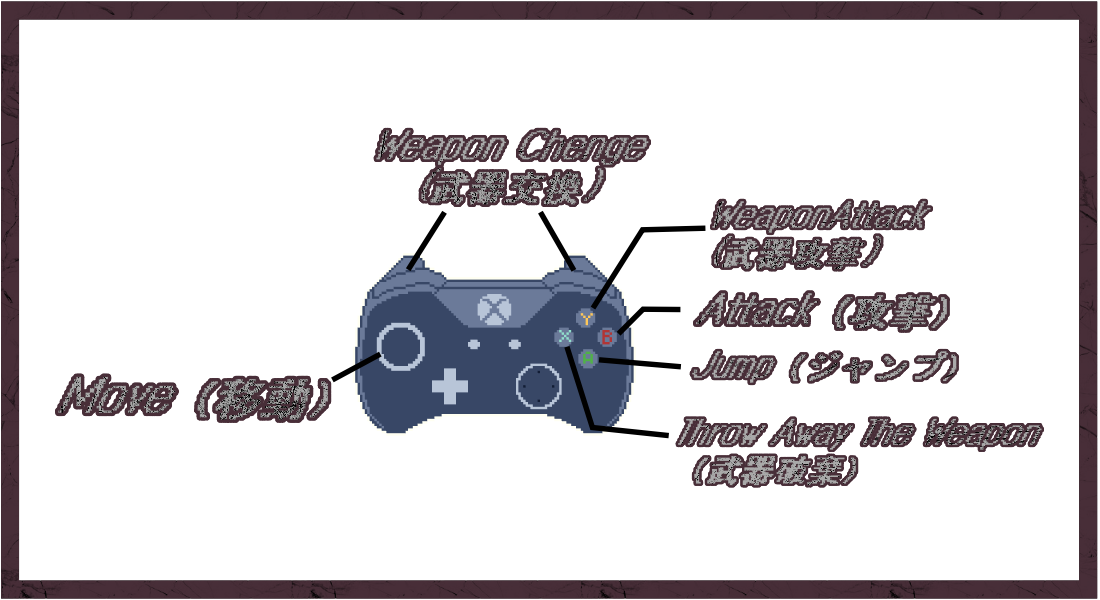 Weapon Chenge
(武器交換)
WeaponAttack
(武器攻撃)
Attack (攻撃)
Y
X
B
A
Jump (ジャンプ)
Move (移動)
Throw Away The Weapon
(武器破棄)